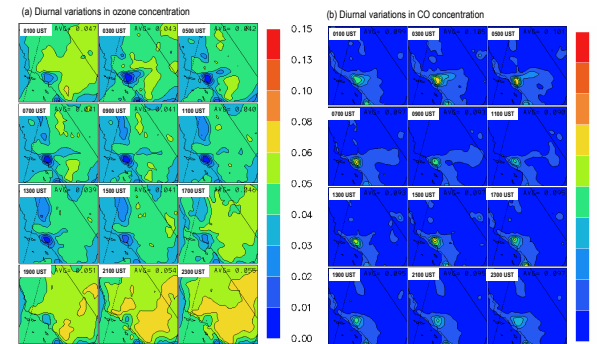 (a) Diurnal variations in ozone concentration
(b) Diurnal variations in CO concentration
0100 UST AVG= 0.047
0300 UST AVG= 0.043
0500 UST AVG= 0.042
0700 UST AVG= 0.041
0900 UST AVG= 0.041
1100 UST AVG= 0.040
1300 UST AVG= 0.039
1500 UST AVG= 0.041
1700 UST AVG= 0.046
1900 UST AVG= 0.051
2100 UST AVG= 0.054
2300 UST AVG=
0.15
0.13
0.10
0.08
0.06
0.05
0.04
0.03
0.02
0.01
0.00
0100 UST
0300 UST
0500 UST
0700 UST
0900 UST
1100 UST
1300 UST
1500 UST
1700 UST
1900 UST
2100 UST
2300 UST